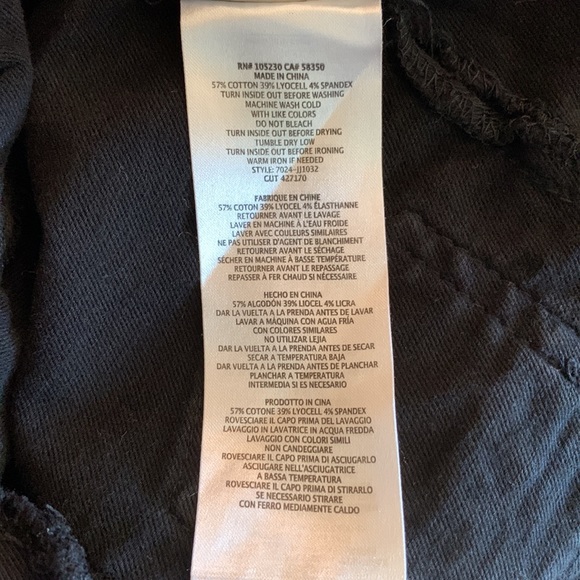 RN# 105230 CA# 58350
MADE IN CHINA
57% COTTON 39% LYOCELL 4% SPANDEX
TURN INSIDE OUT BEFORE WASHING
MACHINE WASH COLD
WITH LIKE COLORS
DO NOT BLEACH
TURN INSIDE OUT BEFORE DRYING
TUMBLE DRY LOW
TURN INSIDE OUT BEFORE IRONING
WARM IRON IF NEEDED
STYLE: 7024-JJ1032
CUT 427170
FABRIQUE EN CHINE
57% COTON 39% LYOCEL 4% ÉLASTHANNE
RETOURNER AVANT LE LAVAGE
LAVER EN MACHINE À L'EAU FROIDE
LAVER AVEC COULEURS SIMILAIRES
NE PAS UTILISER D'AGENT DE BLANCHIMENT
RETOURNER AVANT LE SÉCHAGE
SÉCHER EN MACHINE À BASSE TEMPÉRATURE
RETOURNER AVANT LE REPASSAGE
REPASSER À FER CHAUD SI NÉCESSAIRE
HECHO EN CHINA
57% ALGODÓN 39% LIOCEL 4% LICRA
DAR LA VUELTA A LA PRENDA ANTES DE LAVAR
LAVAR A MÁQUINA CON AGUA FRÍA
CON COLORES SIMILARES
NO UTILIZAR LEJIA
DAR LA VUELTA A LA PRENDA ANTES DE SECAR
SECAR A TEMPERATURA BAJA
DAR LA VUELTA A LA PRENDA ANTES DE PLANCHAR
PLANCHAR A TEMPERATURA
INTERMEDIA SI ES NECESARIO
PRODOTTO IN CINA
57% COTONE 39% LYOCELL 4% SPANDEX
ROVESCIARE IL CAPO PRIMA DEL LAVAGGIO
LAVAGGIO IN LAVATRICE IN ACQUA FREDDA
LAVAGGIO CON COLORI SIMILI
NON CANDEGGIARE
ROVESCIARE IL CAPO PRIMA DI ASCIUGARLO
ASCIUGARE NELL'ASCIUGATRICE
A BASSA TEMPERATURA
ROVESCIARE IL CAPO PRIMA DI STIRARLO
SE NECESSARIO STIRARE
CON FERRO MEDIAMENTE CALDO